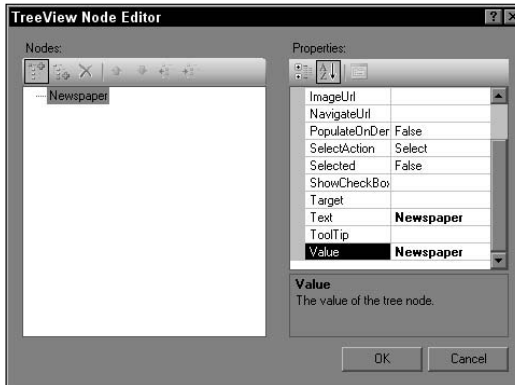 TreeView Node Editor
Nodes:
Newspaper
Properties:
ImageUrl
NavigateUrl
PopulateOnDer False
SelectAction Select
Selected False
ShowCheckBox
Target
Text Newspaper
ToolTip
Value Newspaper
Value
The value of the tree node.
OK Cancel